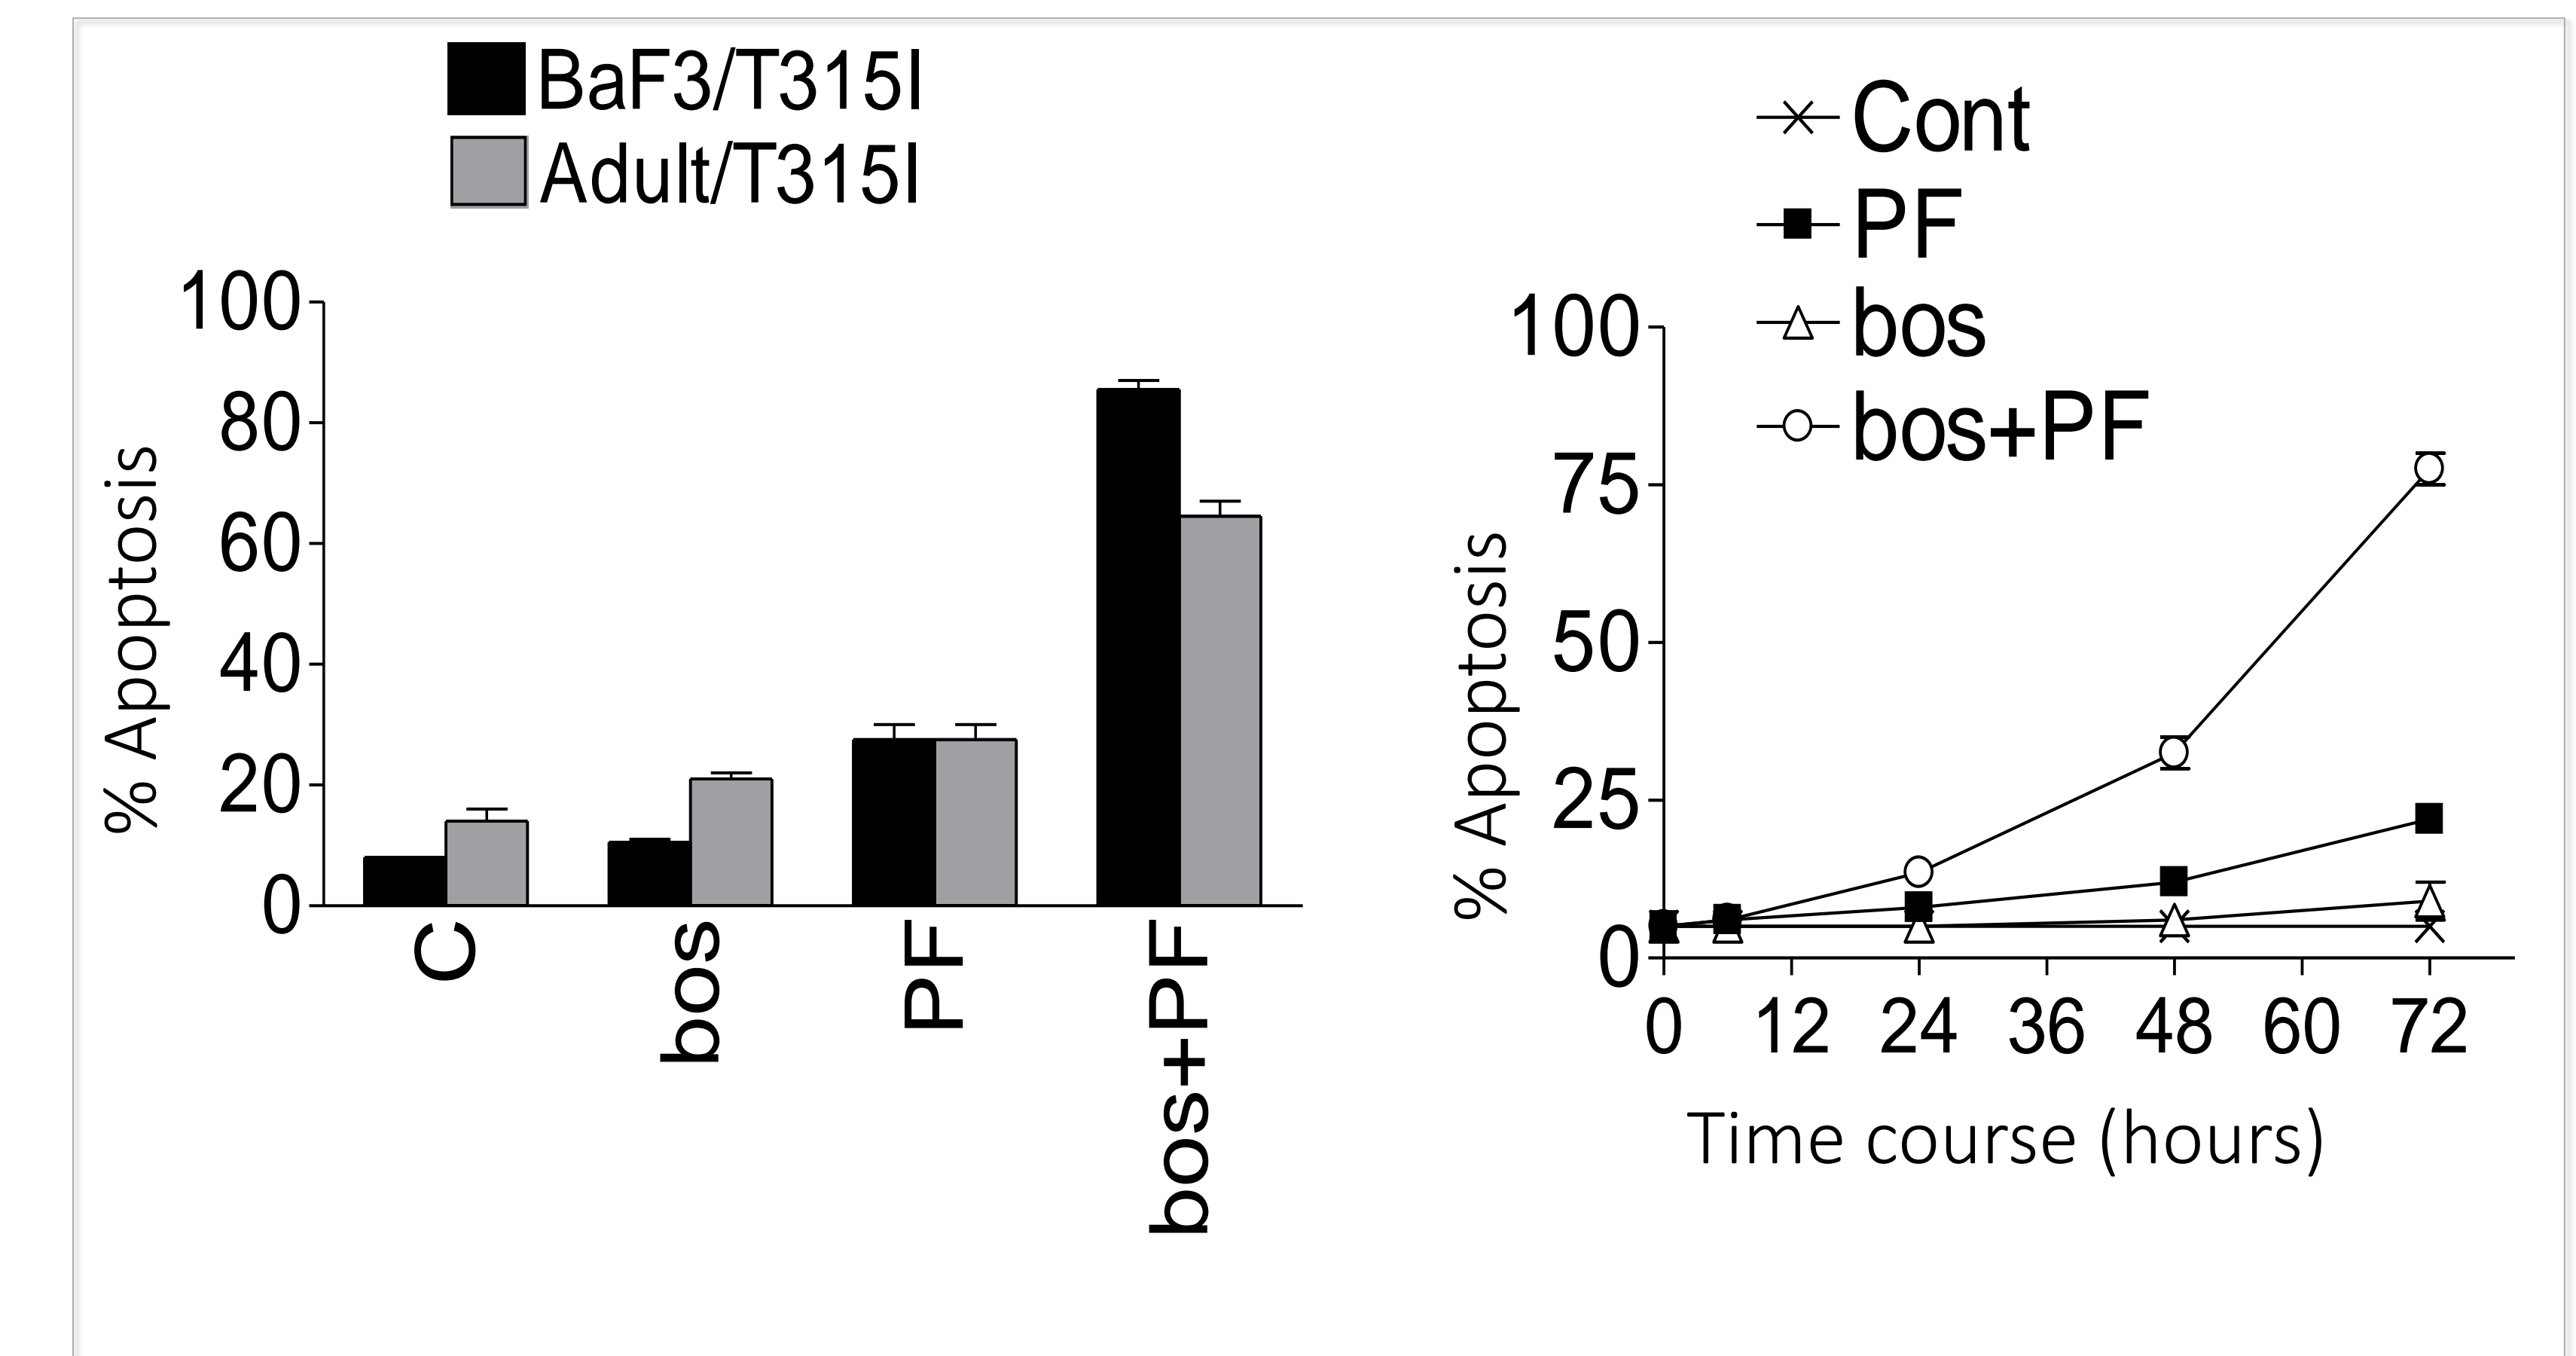 BaF3/T315I
Adult/T315I
100
80
60
40
20
0
% Apoptosis
C
bos
PF
bos+PF
Cont
PF
bos
bos+PF
100
75
50
25
0
% Apoptosis
0 12 24 36 48 60 72
Time course (hours)